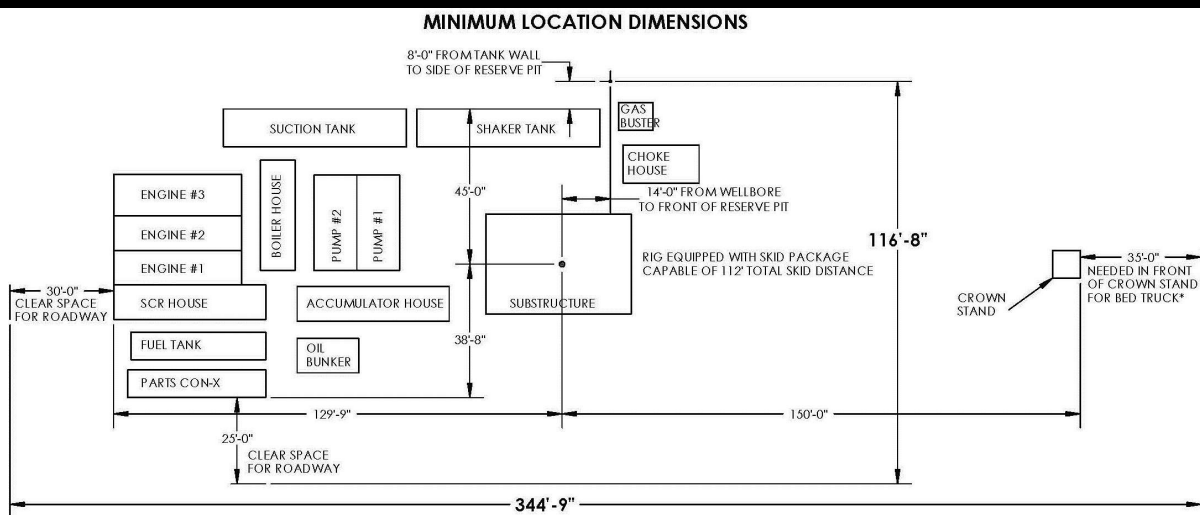 MINIMUM LOCATION DIMENSIONS
8'-0" FROM TANK WALL
TO SIDE OF RESERVE PIT
GAS
BUSTER
SUCTION TANK
SHAKER TANK
CHOKE
HOUSE
ENGINE #3
BOILER HOUSE
PUMP #2
PUMP #1
45'-0"
14'-0" FROM WELLBORE
TO FRONT OF RESERVE PIT
ENGINE #2
116'-8"
ENGINE #1
RIG EQUIPPED WITH SKID PACKAGE
CAPABLE OF 112' TOTAL SKID DISTANCE
35'-0"
NEEDED IN FRONT
OF CROWN STAND
FOR BED TRUCK*
30'-0"
CLEAR SPACE
FOR ROADWAY
SCR HOUSE
ACCUMULATOR HOUSE
SUBSTRUCTURE
CROWN
STAND
FUEL TANK
OIL
BUNKER
38'-8"
PARTS CON-X
129'-9"
150'-0"
25'-0"
CLEAR SPACE
FOR ROADWAY
344'-9"